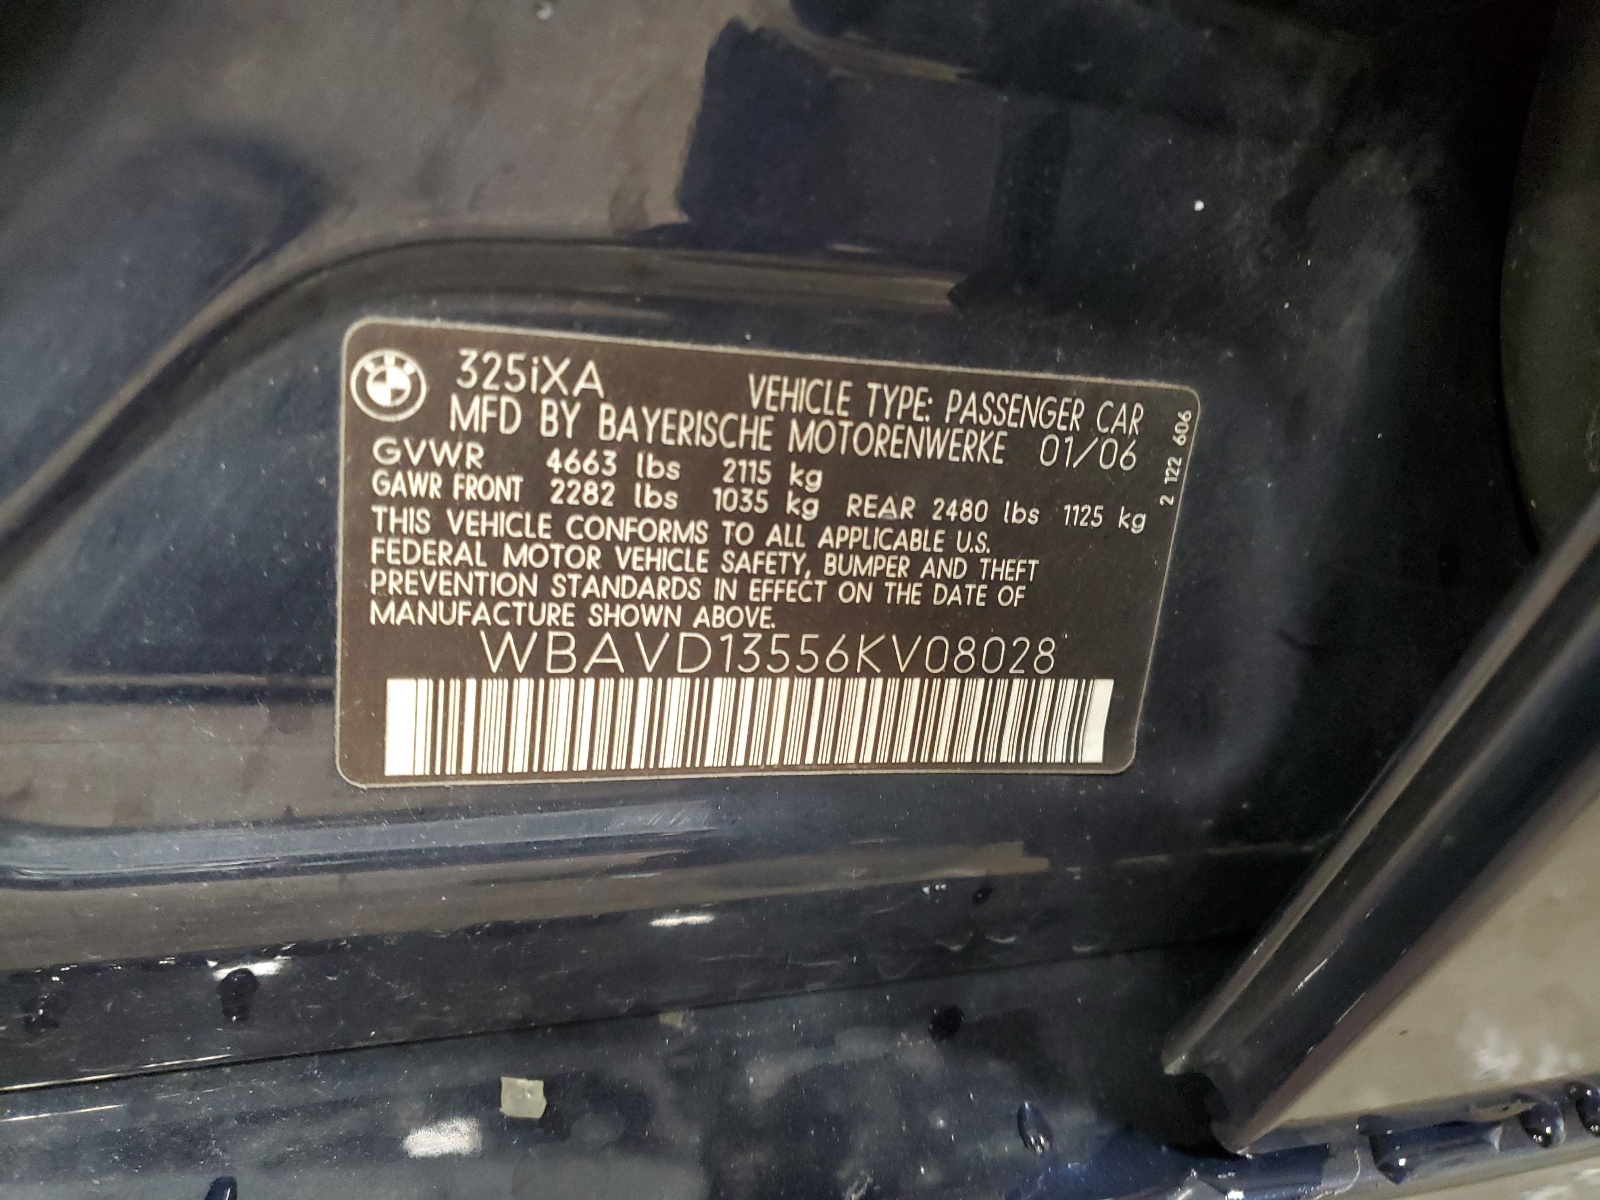 325iXA
VEHICLE TYPE: PASSENGER CAR
MFD BY BAYERISCHE MOTORENWERKE 01/06
GVWR 4663 lbs 2115 kg
GAWR FRONT 2282 lbs 1035 kg REAR 2480 lbs 1125 kg
THIS VEHICLE CONFORMS TO ALL APPLICABLE U.S.
FEDERAL MOTOR VEHICLE SAFETY, BUMPER AND THEFT
PREVENTION STANDARDS IN EFFECT ON THE DATE OF
MANUFACTURE SHOWN ABOVE.
WBAVD13556KV08028
2 122 606